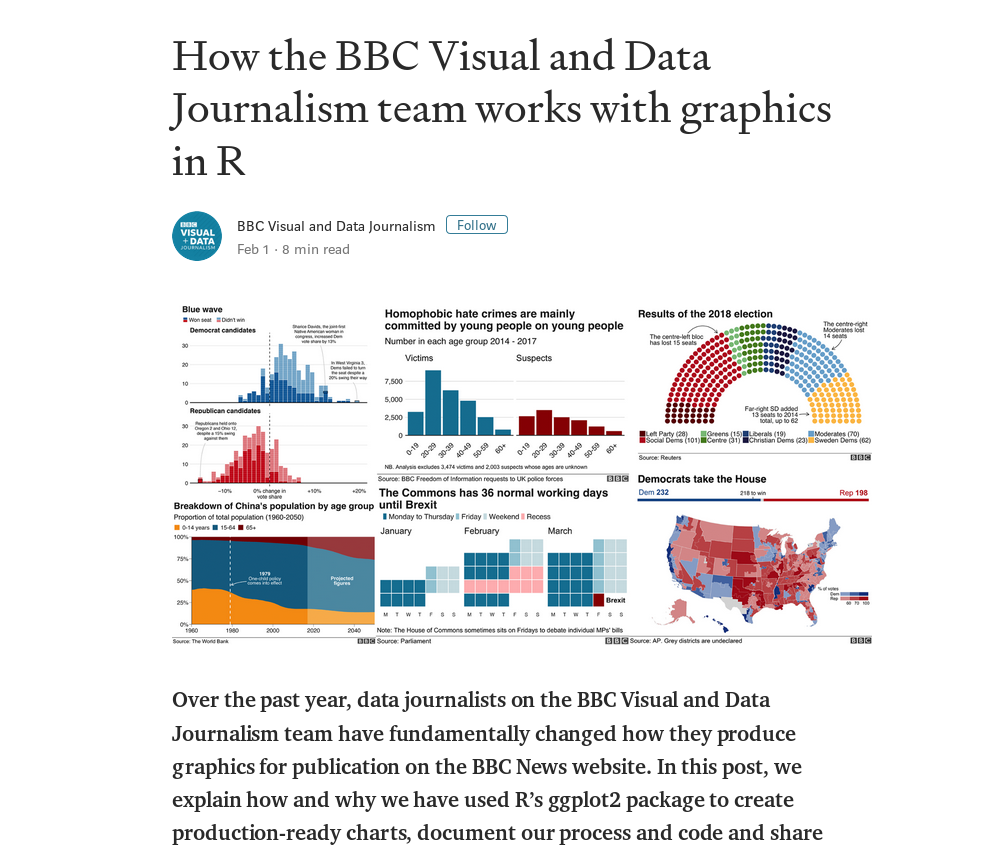 How the BBC Visual and Data
Journalism team works with graphics
in R
BBC
VISUAL
+ DATA
JOURNALISM
BBC Visual and Data Journalism
Follow
Feb 1 · 8 min read
Blue wave
Won seat Didn't win
Democrat candidates
Sharice Davids, the joint-first
Native American woman in
congress, increased Dem
vote share by 13%
In West Virginia 3,
Dems failed to turn
the seat despite a
20% swing their way
30
20
10
0
Republican candidates
Republicans held onto
Oregon 2 and Ohio 12,
despite a 15% swing
against them
30
20
10
0
−10%
0% change in
vote share
+10%
+20%
Homophobic hate crimes are mainly
committed by young people on young people
Number in each age group 2014 - 2017
Victims
Suspects
7,500
5,000
2,500
0
0-19
20-29
30-39
40-49
50-59
60+
0-19
20-29
30-39
40-49
50-59
60+
NB. Analysis excludes 3,474 victims and 2,003 suspects whose ages are unknown
Source: BBC Freedom of Information requests to UK police forces
BBC
Results of the 2018 election
The centre-left bloc
has lost 15 seats
The centre-right
Moderates lost
14 seats
Far-right SD added
13 seats to 2014
total, up to 62
Left Party (28) Greens (15) Liberals (19) Moderates (70)
Social Dems (101) Centre (31) Christian Dems (23) Sweden Dems (62)
Source: Reuters
BBC
Breakdown of China's population by age group
Proportion of total population (1960-2050)
0-14 years 15-64 65+
100%
75%
50%
25%
0%
1979
One-child policy
comes into effect
Projected
figures
1960
1980
2000
2020
2040
Source: The World Bank
BBC
The Commons has 36 normal working days
until Brexit
Monday to Thursday Friday Weekend Recess
January
February
March
Brexit
M T W T F S S
M T W T F S S
M T W T F S S
Note: The House of Commons sometimes sits on Fridays to debate individual MPs' bills
Source: Parliament
BBC
Democrats take the House
Dem 232
218 to win
Rep 198
% of votes
Dem
Rep
50 70 100
Source: AP. Grey districts are undeclared
BBC
Over the past year, data journalists on the BBC Visual and Data
Journalism team have fundamentally changed how they produce
graphics for publication on the BBC News website. In this post, we
explain how and why we have used R’s ggplot2 package to create
production-ready charts, document our process and code and share